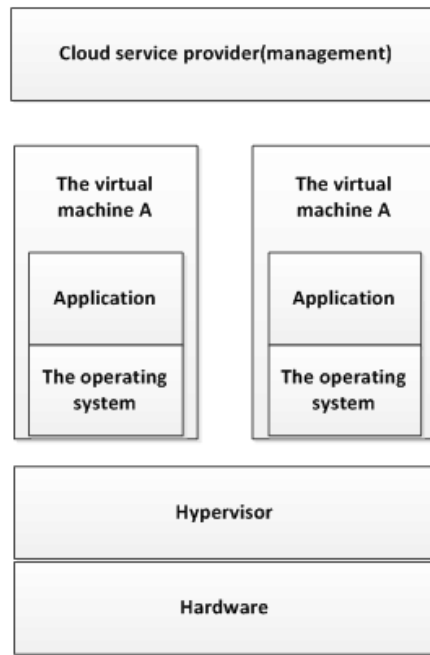 Cloud service provider(management)
The virtual
machine A
The virtual
machine A
Application
Application
The operating
system
The operating
system
Hypervisor
Hardware